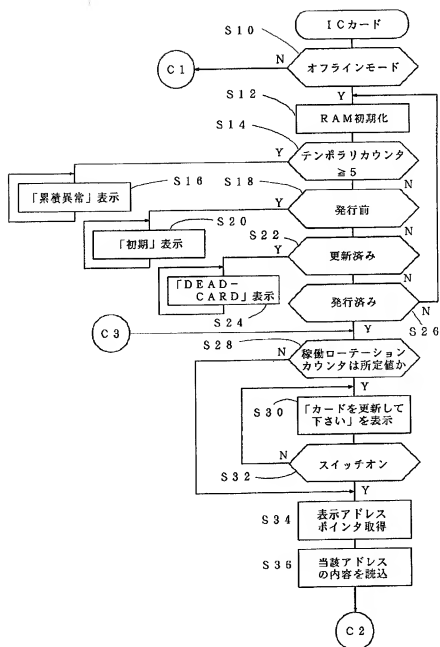 ICカード
S10
N
オフラインモード
C1
Y
S12
RAM初期化
S14
Y
テンポラリカウンタ
≧5
N
「累積異常」表示
S16
S18
Y
発行前
N
「初期」表示
S20
S22
Y
更新済み
N
「DEAD-
CARD」表示
S24
発行済み
N
S26
C3
Y
S28
稼働ローテーション
カウンタは所定値か
N
Y
S30
「カードを更新して
下さい」を表示
N
スイッチオン
S32
Y
S34
表示アドレス
ポインタ取得
S36
当該アドレス
の内容を読込
C2